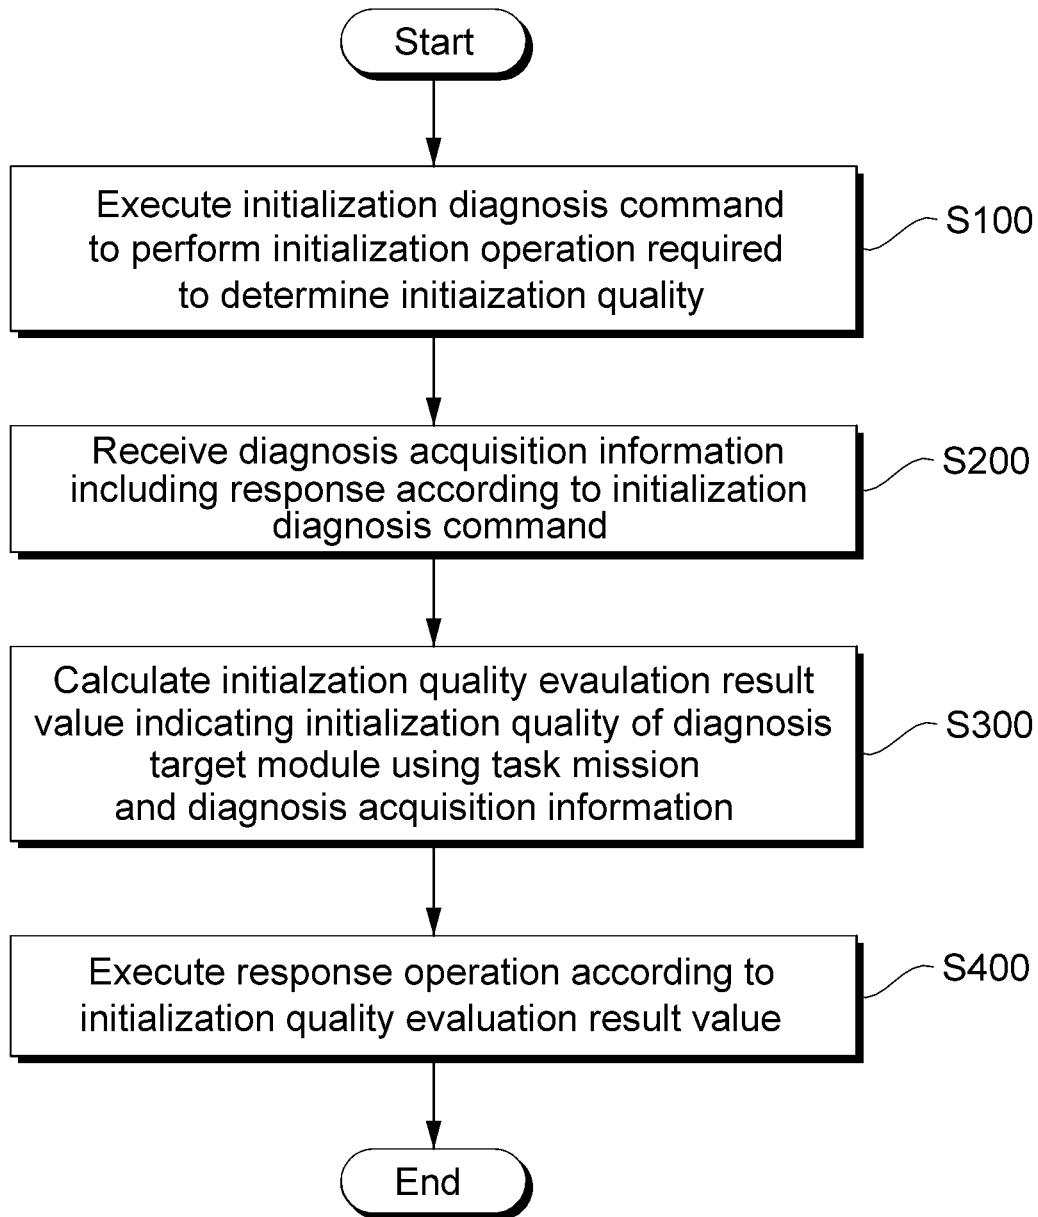 Start
Execute initialization diagnosis command
to perform initialization operation required
to determine initiaization quality
S100
Receive diagnosis acquisition information
including response according to initialization
diagnosis command
S200
Calculate initialzation quality evaulation result
value indicating initialization quality of diagnosis
target module using task mission
and diagnosis acquisition information
S300
Execute response operation according to
initialization quality evaluation result value
S400
End